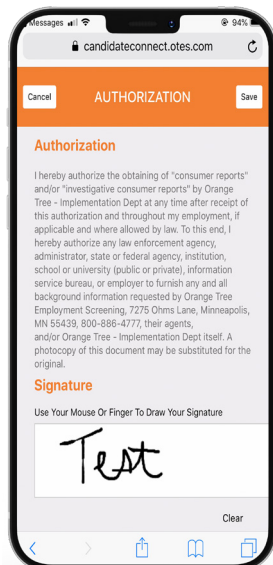 Messages 94%
candidateconnect.otes.com
Cancel AUTHORIZATION Save
Authorization
I hereby authorize the obtaining of "consumer reports"
and/or "investigative consumer reports" by Orange
Tree - Implementation Dept at any time after receipt of
this authorization and throughout my employment, if
applicable and where allowed by law. To this end, I
hereby authorize any law enforcement agency,
administrator, state or federal agency, institution,
school or university (public or private), information
service bureau, or employer to furnish any and all
background information requested by Orange Tree
Employment Screening, 7275 Ohms Lane, Minneapolis,
MN 55439, 800-886-4777, their agents,
and/or Orange Tree - Implementation Dept itself. A
photocopy of this document may be substituted for the
original.
Signature
Use Your Mouse Or Finger To Draw Your Signature
Test
Clear